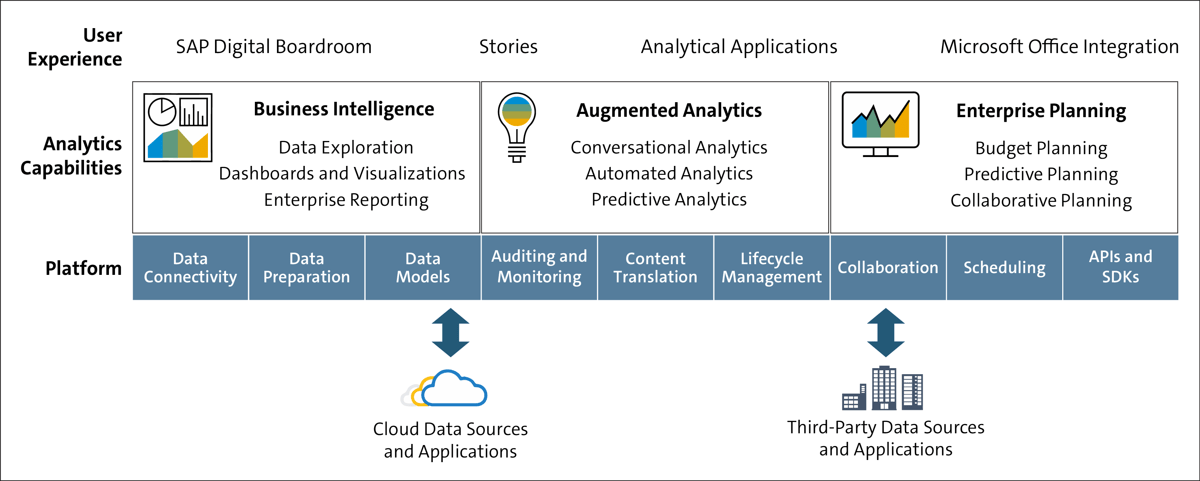 User
Experience
SAP Digital Boardroom
Stories
Analytical Applications
Microsoft Office Integration
Analytics
Capabilities
Business Intelligence
Data Exploration
Dashboards and Visualizations
Enterprise Reporting
Augmented Analytics
Conversational Analytics
Automated Analytics
Predictive Analytics
Enterprise Planning
Budget Planning
Predictive Planning
Collaborative Planning
Platform
Data
Connectivity
Data
Preparation
Data
Models
Auditing and
Monitoring
Content
Translation
Lifecycle
Management
Collaboration
Scheduling
APIs and
SDKs
Cloud Data Sources
and Applications
Third-Party Data Sources
and Applications